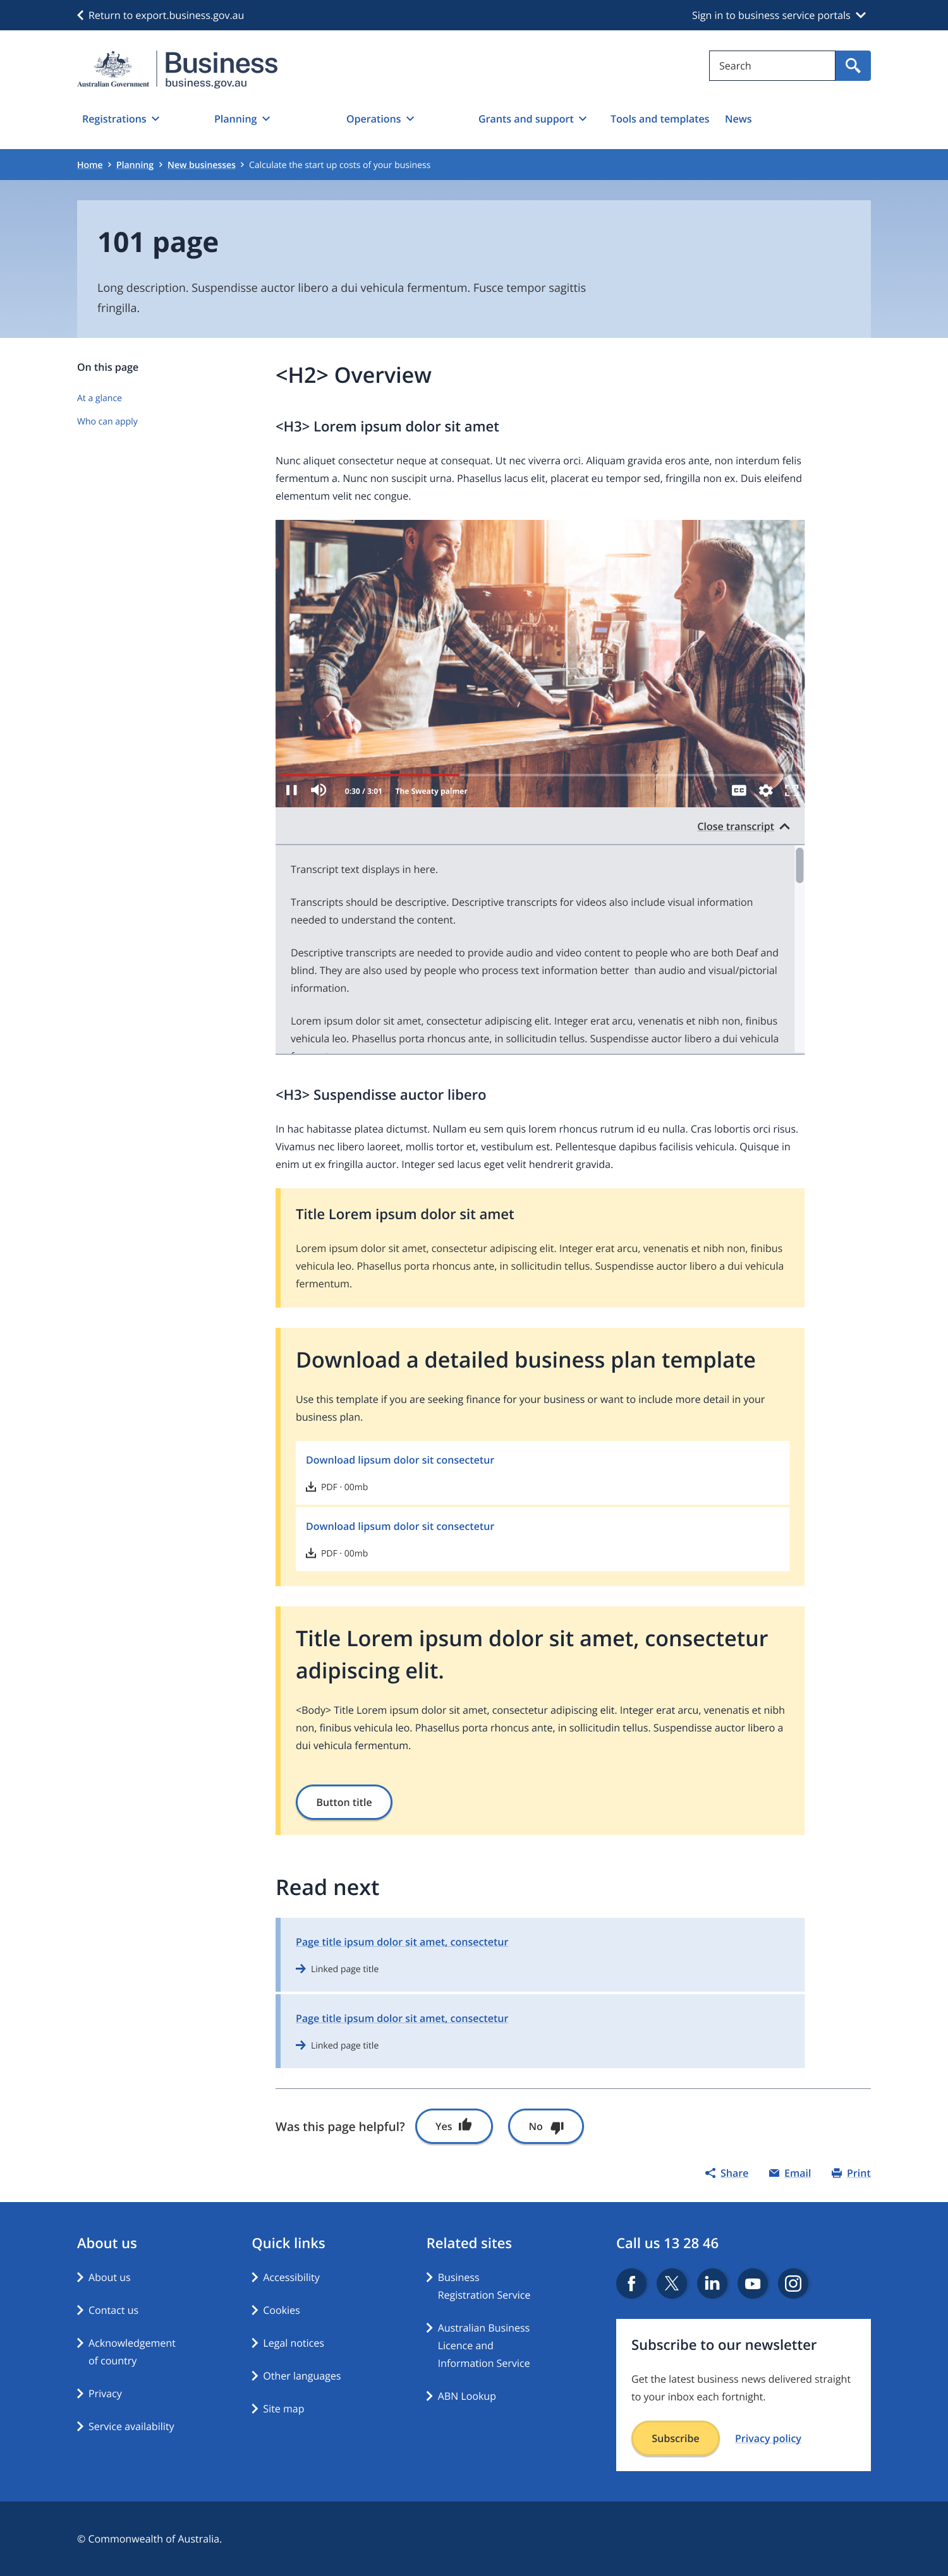 Return to export.business.gov.au
Sign in to business service portals
Australian Government
Business
business.gov.au
Search
Registrations
Planning
Operations
Grants and support
Tools and templates
News
Home
Planning
New businesses
Calculate the start up costs of your business
101 page
Long description. Suspendisse auctor libero a dui vehicula fermentum. Fusce tempor sagittis
fringilla.
On this page
At a glance
Who can apply
<H2> Overview
<H3> Lorem ipsum dolor sit amet
Nunc aliquet consectetur neque at consequat. Ut nec viverra orci. Aliquam gravida eros ante, non interdum felis
fermentum a. Nunc non suscipit urna. Phasellus lacus elit, placerat eu tempor sed, fringilla non ex. Duis eleifend
elementum velit nec congue.
0:30 / 3:01
The Sweaty palmer
CC
Close transcript
Transcript text displays in here.
Transcripts should be descriptive. Descriptive transcripts for videos also include visual information
needed to understand the content.
Descriptive transcripts are needed to provide audio and video content to people who are both Deaf and
blind. They are also used by people who process text information better than audio and visual/pictorial
information.
Lorem ipsum dolor sit amet, consectetur adipiscing elit. Integer erat arcu, venenatis et nibh non, finibus
vehicula leo. Phasellus porta rhoncus ante, in sollicitudin tellus. Suspendisse auctor libero a dui vehicula
<H3> Suspendisse auctor libero
In hac habitasse platea dictumst. Nullam eu sem quis lorem rhoncus rutrum id eu nulla. Cras lobortis orci risus.
Vivamus nec libero laoreet, mollis tortor et, vestibulum est. Pellentesque dapibus facilisis vehicula. Quisque in
enim ut ex fringilla auctor. Integer sed lacus eget velit hendrerit gravida.
Title Lorem ipsum dolor sit amet
Lorem ipsum dolor sit amet, consectetur adipiscing elit. Integer erat arcu, venenatis et nibh non, finibus
vehicula leo. Phasellus porta rhoncus ante, in sollicitudin tellus. Suspendisse auctor libero a dui vehicula
fermentum.
Download a detailed business plan template
Use this template if you are seeking finance for your business or want to include more detail in your
business plan.
Download lipsum dolor sit consectetur
PDF · 00mb
Download lipsum dolor sit consectetur
PDF · 00mb
Title Lorem ipsum dolor sit amet, consectetur
adipiscing elit.
<Body> Title Lorem ipsum dolor sit amet, consectetur adipiscing elit. Integer erat arcu, venenatis et nibh
non, finibus vehicula leo. Phasellus porta rhoncus ante, in sollicitudin tellus. Suspendisse auctor libero a
dui vehicula fermentum.
Button title
Read next
Page title ipsum dolor sit amet, consectetur
Linked page title
Page title ipsum dolor sit amet, consectetur
Linked page title
Was this page helpful?
Yes
No
Share
Email
Print
About us
About us
Contact us
Acknowledgement
of country
Privacy
Service availability
Quick links
Accessibility
Cookies
Legal notices
Other languages
Site map
Related sites
Business
Registration Service
Australian Business
Licence and
Information Service
ABN Lookup
Call us 13 28 46
Subscribe to our newsletter
Get the latest business news delivered straight
to your inbox each fortnight.
Subscribe
Privacy policy
© Commonwealth of Australia.